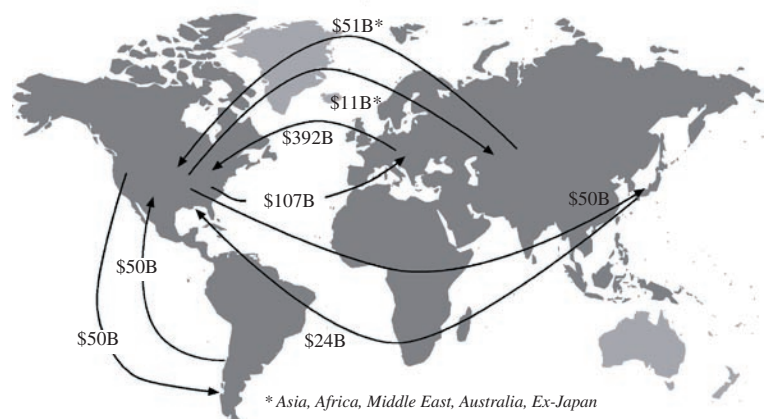 $51B*
$11B*
$392B
$107B
$50B
$50B
$50B
$24B
* Asia, Africa, Middle East, Australia, Ex-Japan